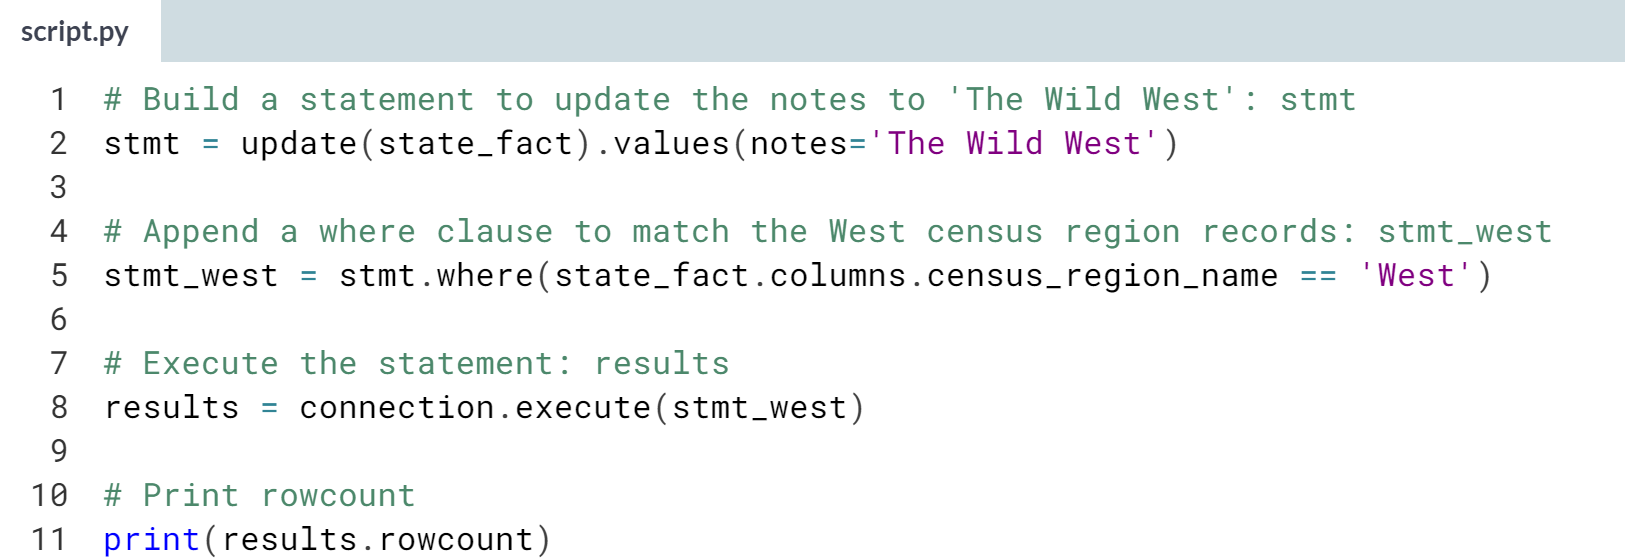 script.py
1 # Build a statement to update the notes to 'The Wild West': stmt
2 stmt = update(state_fact).values(notes='The Wild West')
3
4 # Append a where clause to match the West census region records: stmt_west
5 stmt_west = stmt.where(state_fact.columns.census_region_name == 'West')
6
7 # Execute the statement: results
8 results = connection.execute(stmt_west)
9
10 # Print rowcount
11 print(results.rowcount)